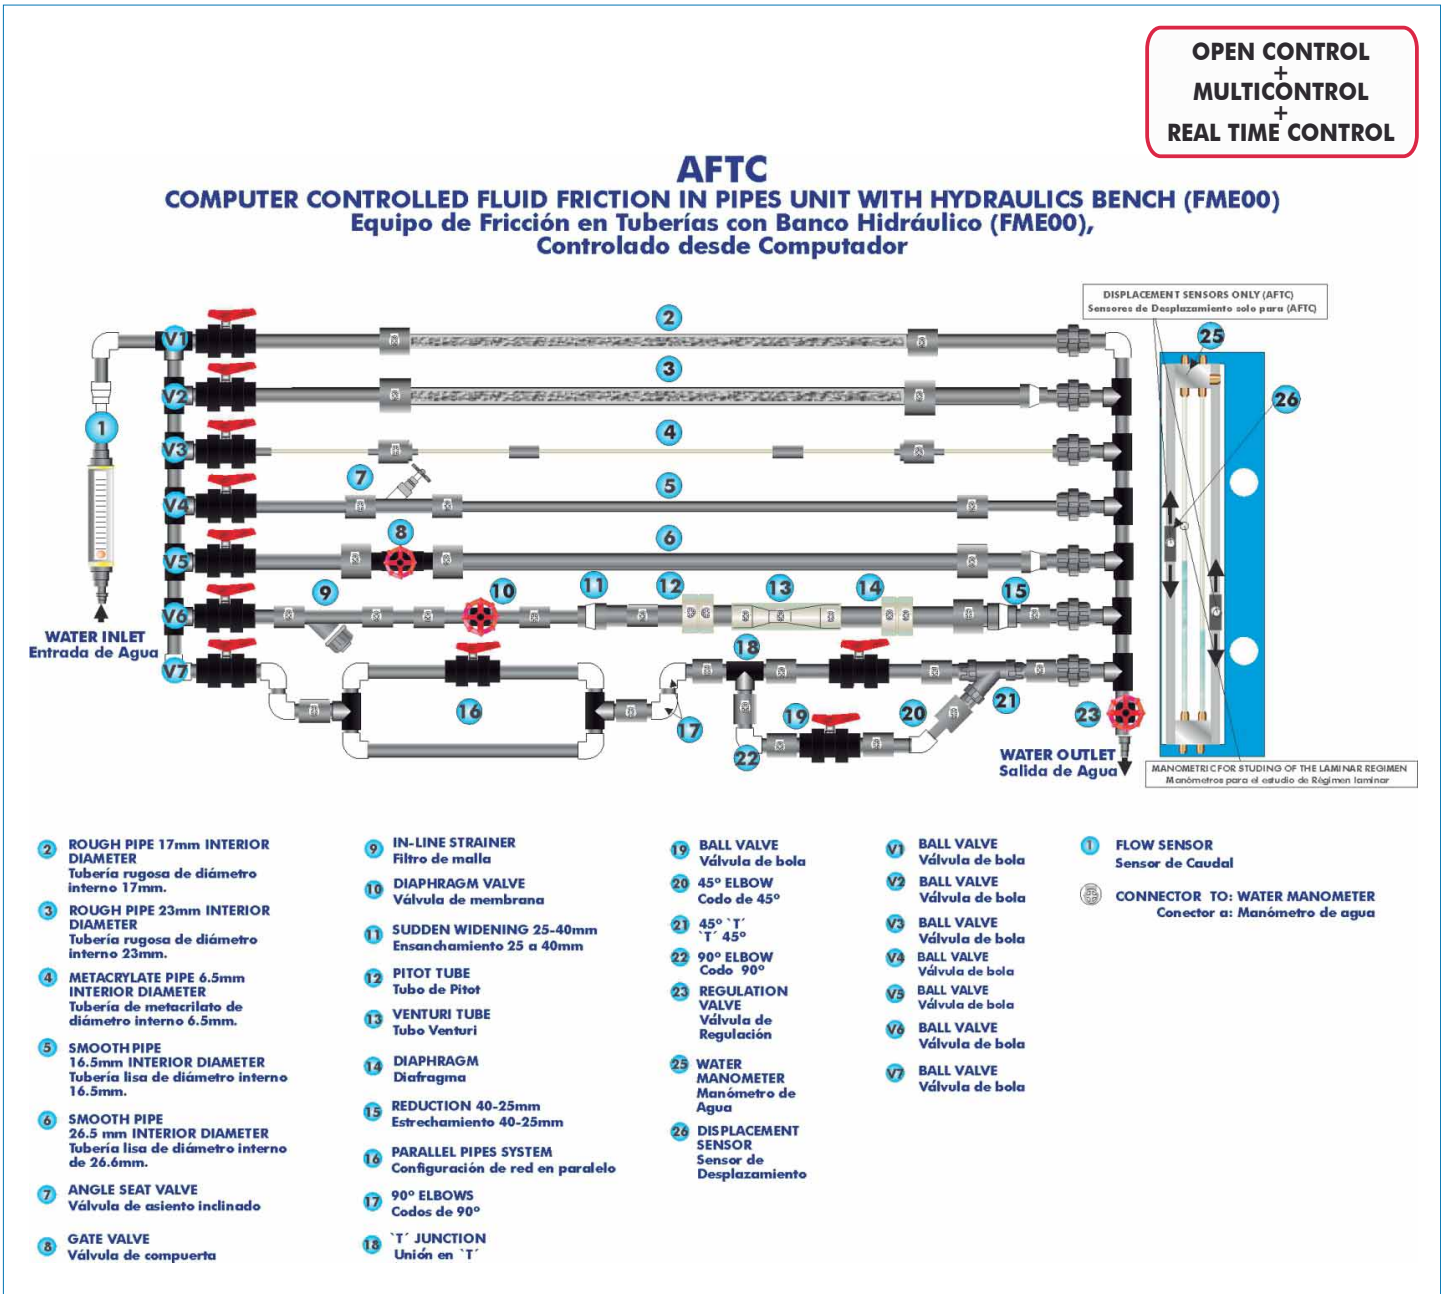 OPEN CONTROL
+
MULTICONTROL
+
REAL TIME CONTROL
AFTC
COMPUTER CONTROLLED FLUID FRICTION IN PIPES UNIT WITH HYDRAULICS BENCH (FME00)
Equipo de Fricción en Tuberías con Banco Hidráulico (FME00),
Controlado desde Computador
DISPLACEMENT SENSORS ONLY (AFTC)
Sensores de Desplazamiento solo para (AFTC)
V1
2
25
V2
3
26
1
V3
4
V4
7
5
V5
8
6
V6
9
10
11
12
13
14
15
WATER INLET
Entrada de Agua
V7
16
17
18
19
20
21
22
23
WATER OUTLET
Salida de Agua
MANOMETRIC FOR STUDING OF THE LAMINAR REGIMEN
Manómetros para el estudio de Régimen laminar
2 ROUGH PIPE 17mm INTERIOR
DIAMETER
Tubería rugosa de diámetro
interno 17mm.
3 ROUGH PIPE 23mm INTERIOR
DIAMETER
Tubería rugosa de diámetro
interno 23mm.
4 METACRYLATE PIPE 6.5mm
INTERIOR DIAMETER
Tubería de metacrilato de
diámetro interno 6.5mm.
5 SMOOTH PIPE
16.5mm INTERIOR DIAMETER
Tubería lisa de diámetro interno
16.5mm.
6 SMOOTH PIPE
26.5 mm INTERIOR DIAMETER
Tubería lisa de diámetro interno
de 26.6mm.
7 ANGLE SEAT VALVE
Válvula de asiento inclinado
8 GATE VALVE
Válvula de compuerta
9 IN-LINE STRAINER
Filtro de malla
10 DIAPHRAGM VALVE
Válvula de membrana
11 SUDDEN WIDENING 25-40mm
Ensanchamiento 25 a 40mm
12 PITOT TUBE
Tubo de Pitot
13 VENTURI TUBE
Tubo Venturi
14 DIAPHRAGM
Diafragma
15 REDUCTION 40-25mm
Estrechamiento 40-25mm
16 PARALLEL PIPES SYSTEM
Configuración de red en paralelo
17 90º ELBOWS
Codos de 90º
18 `T´ JUNCTION
Unión en `T´
19 BALL VALVE
Válvula de bola
20 45º ELBOW
Codo de 45º
21 45º `T´
`T´ 45º
22 90º ELBOW
Codo 90º
23 REGULATION
VALVE
Válvula de
Regulación
25 WATER
MANOMETER
Manómetro de
Agua
26 DISPLACEMENT
SENSOR
Sensor de
Desplazamiento
V1 BALL VALVE
Válvula de bola
V2 BALL VALVE
Válvula de bola
V3 BALL VALVE
Válvula de bola
V4 BALL VALVE
Válvula de bola
V5 BALL VALVE
Válvula de bola
V6 BALL VALVE
Válvula de bola
V7 BALL VALVE
Válvula de bola
1 FLOW SENSOR
Sensor de Caudal
CONNECTOR TO: WATER MANOMETER
Conector a: Manómetro de agua